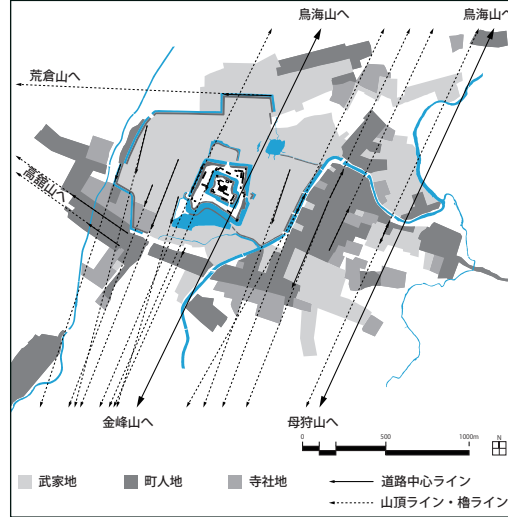 鳥海山へ
鳥海山へ
荒倉山へ
高舘山へ
金峰山へ
母狩山へ
0 500 1000m
N
武家地
町人地
寺社地
道路中心ライン
山頂ライン・櫓ライン